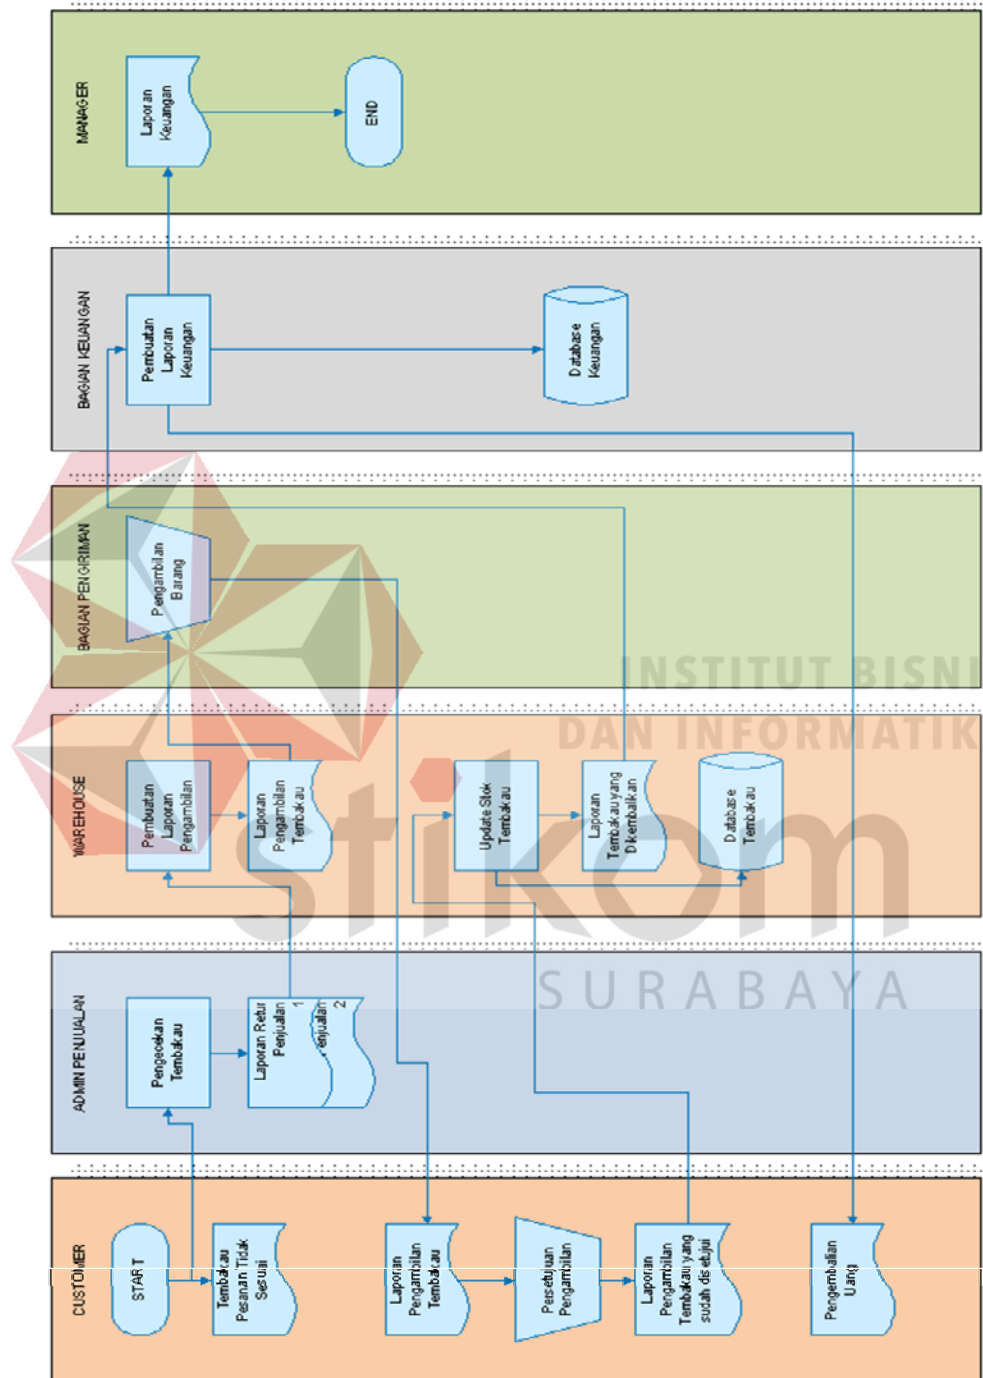 CUSTOMER
START
Tembakau
Pesanan Tidak
Sesuai
Laporan
Pengambilan
Tembakau
Persetujuan
Pengambilan
Laporan
Pengambilan
Tembakau yang
sudah disetujui
Pengembalian
Uang
ADMIN PENJUALAN
Pengecekan
Tembakau
Laporan Retur
Penjualan
1
Penjualan
2
WAREHOUSE
Pembuatan
Laporan
Pengambilan
Laporan
Pengambilan
Tembakau
Update Stok
Tembakau
Laporan
Tembakau yang
Dikembalikan
Database
Tembakau
BAGIAN PENGIRIMAN
Pengambilan
Barang
BAGIAN KEUANGAN
Pembuatan
Laporan
Keuangan
Database
Keuangan
MANAGER
Laporan
Keuangan
END
INSTITUT BISNI
DAN INFORMATIK
stikom
SURABAYA